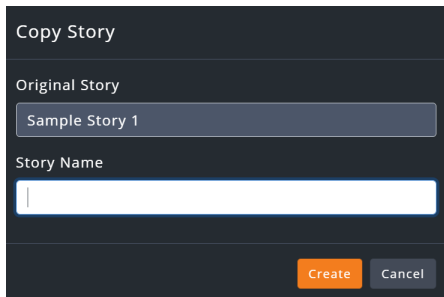 Copy Story
Original Story
Sample Story 1
Story Name
Create Cancel